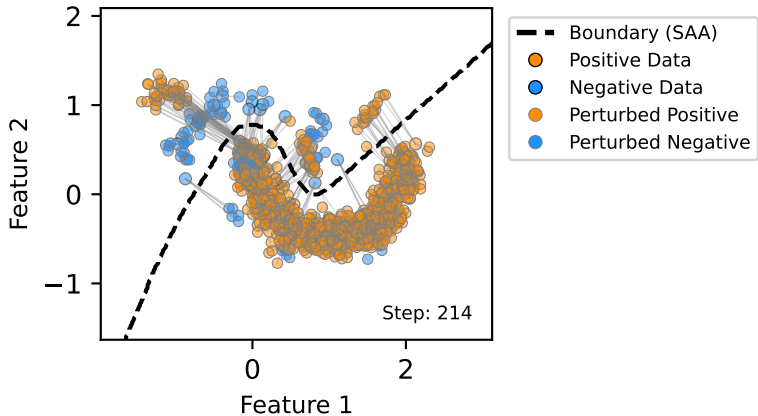 2
1
0
−1
Feature 2
0
2
Feature 1
Step: 214
Boundary (SAA)
Positive Data
Negative Data
Perturbed Positive
Perturbed Negative